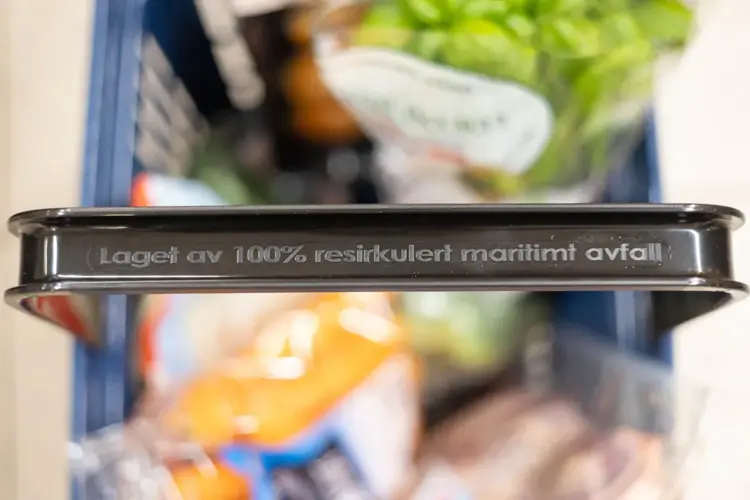 Laget av 100% resirkulert maritimt avfall